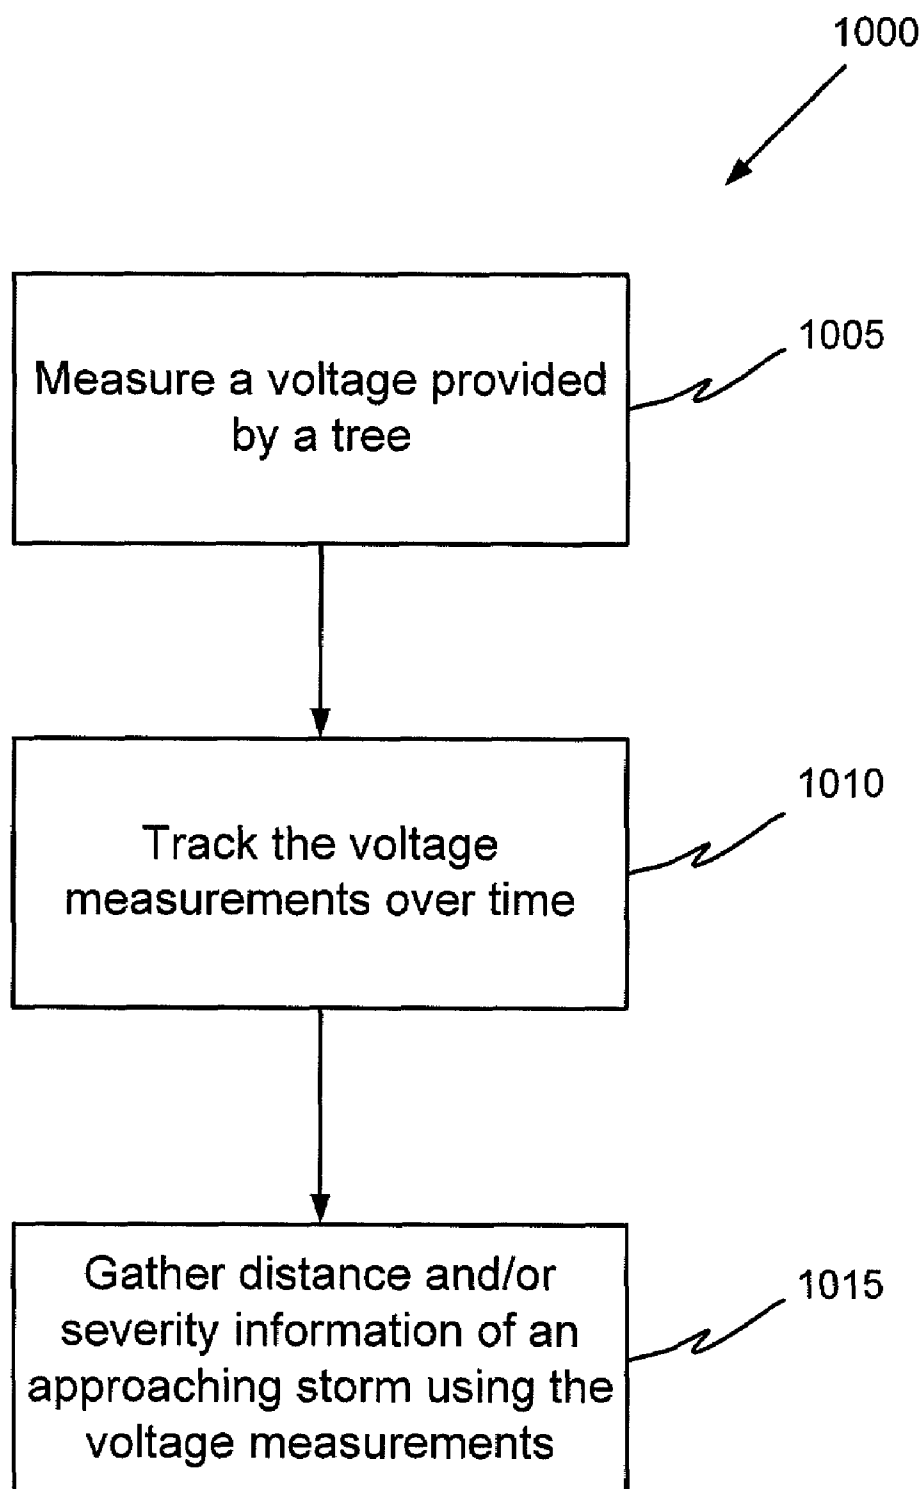 1000
Measure a voltage provided
by a tree
1005
Track the voltage
measurements over time
1010
Gather distance and/or
severity information of an
approaching storm using the
voltage measurements
1015